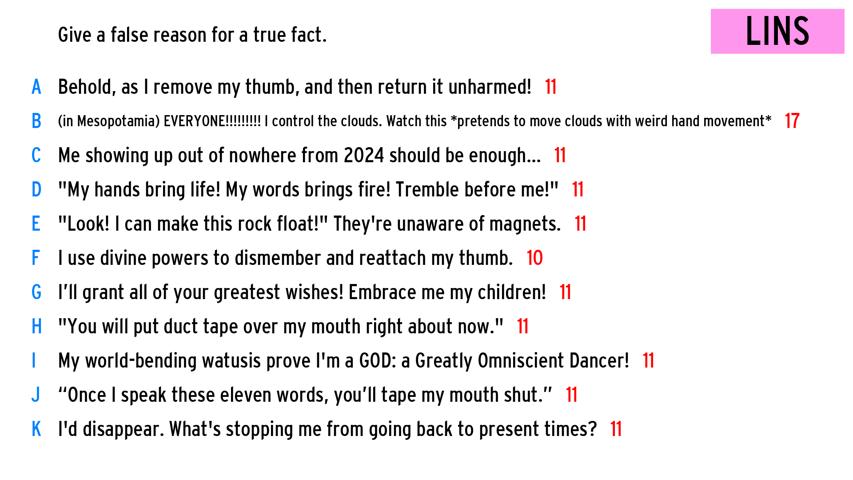 Give a false reason for a true fact.
LINS
A Behold, as I remove my thumb, and then return it unharmed! 11
B (in Mesopotamia) EVERYONE!!!!!!!!! I control the clouds. Watch this *pretends to move clouds with weird hand movement* 17
C Me showing up out of nowhere from 2024 should be enough... 11
D "My hands bring life! My words brings fire! Tremble before me!" 11
E "Look! I can make this rock float!" They're unaware of magnets. 11
F I use divine powers to dismember and reattach my thumb. 10
G I’ll grant all of your greatest wishes! Embrace me my children! 11
H "You will put duct tape over my mouth right about now." 11
I My world-bending watusis prove I'm a GOD: a Greatly Omniscient Dancer! 11
J “Once I speak these eleven words, you’ll tape my mouth shut.” 11
K I'd disappear. What's stopping me from going back to present times? 11